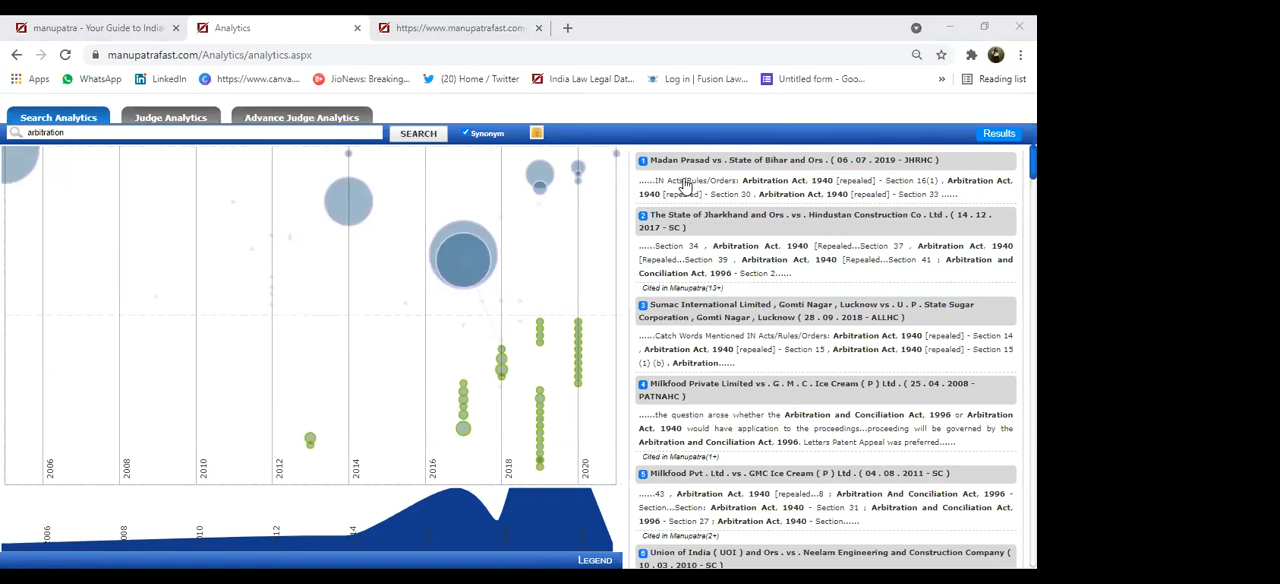 manupatra - Your Guide to India
Analytics
https://www.manupatrafast.com
manupatrafast.com/Analytics/analytics.aspx
Apps
WhatsApp
LinkedIn
https://www.canva....
JioNews: Breaking...
(20) Home / Twitter
India Law Legal Dat...
Log in | Fusion Law...
Untitled form - Goo...
»
Reading list
Search Analytics
Judge Analytics
Advance Judge Analytics
arbitration
SEARCH
Synonym
Results
1 Madan Prasad vs . State of Bihar and Ors . ( 06 . 07 . 2019 - JHRHC )
......IN Acts/Rules/Orders: Arbitration Act, 1940 [repealed] - Section 16(1) , Arbitration Act,
1940 [repealed] - Section 30 , Arbitration Act, 1940 [repealed] - Section 33 ......
2 The State of Jharkhand and Ors . vs . Hindustan Construction Co . Ltd . ( 14 . 12 .
2017 - SC )
......Section 34 , Arbitration Act, 1940 [Repealed...Section 37 , Arbitration Act, 1940
[Repealed...Section 39 , Arbitration Act, 1940 [Repealed...Section 41 ; Arbitration and
Conciliation Act, 1996 - Section 2......
Cited in Manupatra(13+)
3 Sumac International Limited , Gomti Nagar , Lucknow vs . U . P . State Sugar
Corporation , Gomti Nagar , Lucknow ( 28 . 09 . 2018 - ALLHC )
......Catch Words Mentioned IN Acts/Rules/Orders: Arbitration Act, 1940 [repealed] - Section 14
, Arbitration Act, 1940 [repealed] - Section 15 , Arbitration Act, 1940 [repealed] - Section 15
(1) (b) , Arbitration......
4 Milkfood Private Limited vs . G . M . C . Ice Cream ( P ) Ltd . ( 25 . 04 . 2008 -
PATNAHC )
......the question arose whether the Arbitration and Conciliation Act, 1996 or Arbitration
Act, 1940 would have application to the proceedings...proceeding will be governed by the
Arbitration and Conciliation Act, 1996. Letters Patent Appeal was preferred......
Cited in Manupatra(1+)
5 Milkfood Pvt . Ltd . vs . GMC Ice Cream ( P ) Ltd . ( 04 . 08 . 2011 - SC )
......43 , Arbitration Act, 1940 [repealed...8 ; Arbitration And Conciliation Act, 1996 -
Section...Section: Arbitration Act, 1940 - Section 31 ; Arbitration and Conciliation Act,
1996 - Section 27 ; Arbitration Act, 1940 - Section......
Cited in Manupatra(2+)
6 Union of India ( UOI ) and Ors . vs . Neelam Engineering and Construction Company (
10 . 03 . 2010 - SC )
2006
2008
2010
2012
2014
2016
2018
2020
LEGEND